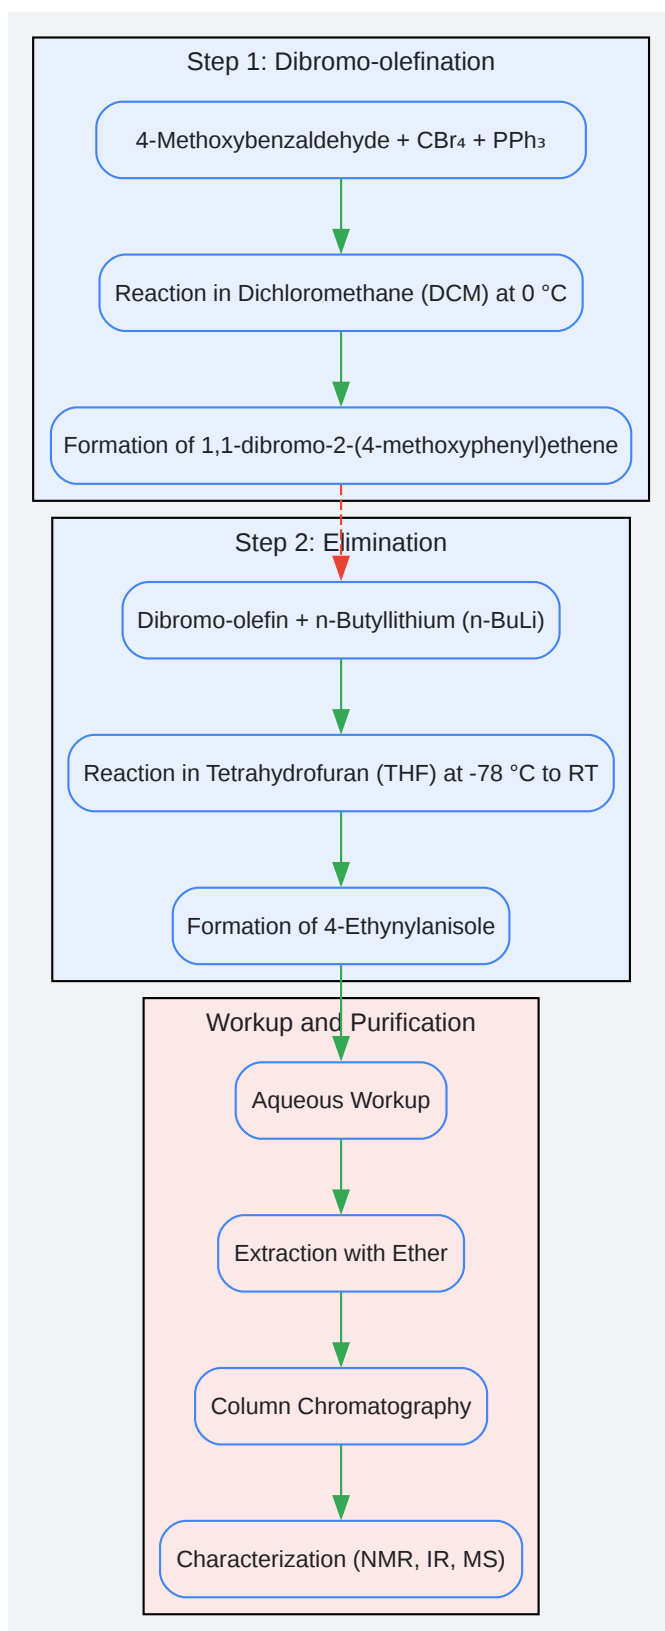 Step 1: Dibromo-olefination
4-Methoxybenzaldehyde + CBr₄ + PPh₃
Reaction in Dichloromethane (DCM) at 0 °C
Formation of 1,1-dibromo-2-(4-methoxyphenyl)ethene
Step 2: Elimination
Dibromo-olefin + n-Butyllithium (n-BuLi)
Reaction in Tetrahydrofuran (THF) at -78 °C to RT
Formation of 4-Ethynylanisole
Workup and Purification
Aqueous Workup
Extraction with Ether
Column Chromatography
Characterization (NMR, IR, MS)